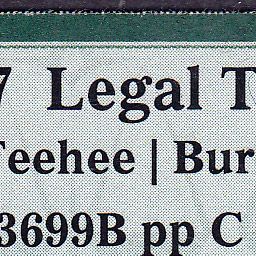 7 Legal T
Teehee | Bur
3699B pp C